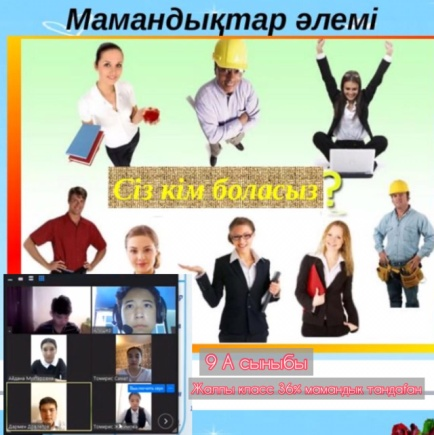 Мамандықтар әлемі
Сіз кім боласыз?
9 А сыныбы
Жалпы класс 36% мамандық таңдаған